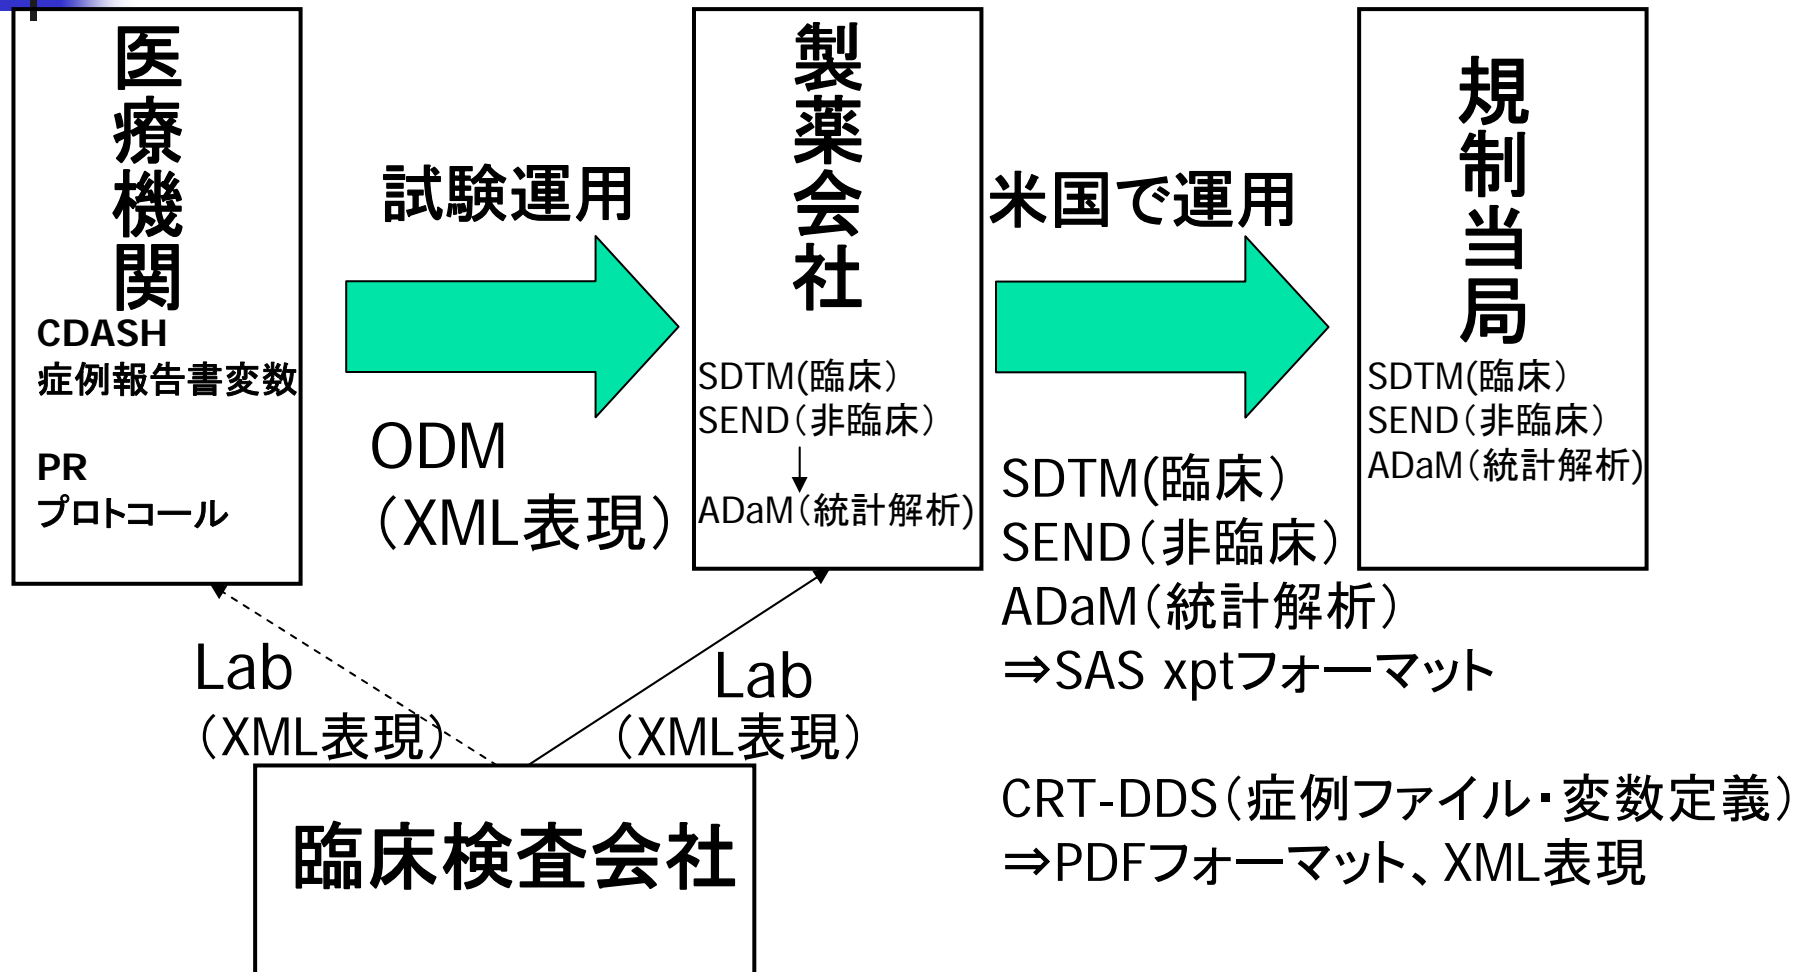 医療機関
CDASH
症例報告書変数
PR
プロトコール
試験運用
ODM
（XML表現）
製薬会社
SDTM(臨床）
SEND（非臨床）
ADaM（統計解析)
米国で運用
SDTM(臨床）
SEND（非臨床）
ADaM（統計解析）
⇒SAS xptフォーマット
CRT-DDS（症例ファイル・変数定義）
⇒PDFフォーマット、XML表現
規制当局
SDTM(臨床）
SEND（非臨床）
ADaM（統計解析)
Lab
（XML表現）
Lab
（XML表現）
臨床検査会社